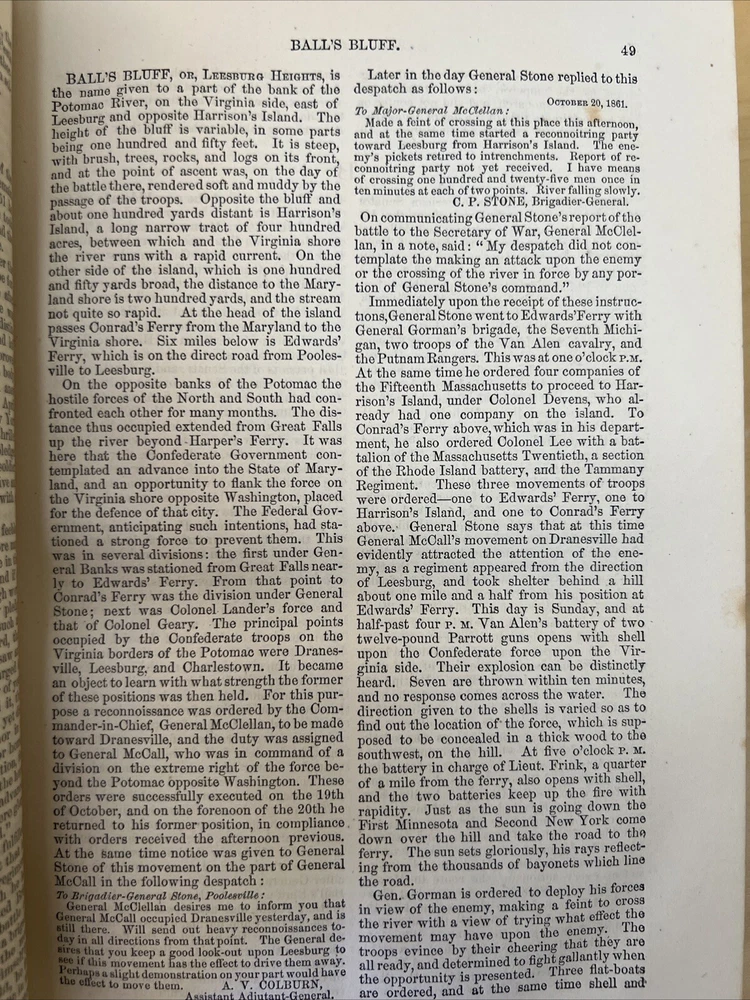 BALL'S BLUFF.
49
BALL'S BLUFF, OR, LEESBURG HEIGHTS, is
the name given to a part of the bank of the
Potomac River, on the Virginia side, east of
Leesburg and opposite Harrison's Island. The
height of the bluff is variable, in some parts
being one hundred and fifty feet. It is steep,
with brush, trees, rocks, and logs on its front,
and at the point of ascent was, on the day of
the battle there, rendered soft and muddy by the
passage of the troops. Opposite the bluff and
about one hundred yards distant is Harrison's
Island, a long narrow tract of four hundred
acres, between which and the Virginia shore
the river runs with a rapid current. On the
other side of the island, which is one hundred
and fifty yards broad, the distance to the Mary-
land shore is two hundred yards, and the stream
not quite so rapid. At the head of the island
passes Conrad's Ferry from the Maryland to the
Virginia shore. Six miles below is Edwards'
Ferry, which is on the direct road from Pooles-
ville to Leesburg.
On the opposite banks of the Potomac the
hostile forces of the North and South had con-
fronted each other for many months. The dis-
tance thus occupied extended from Great Falls
up the river beyond Harper's Ferry. It was
here that the Confederate Government con-
templated an advance into the State of Mary-
land, and an opportunity to flank the force on
the Virginia shore opposite Washington, placed
for the defence of that city. The Federal Gov-
ernment, anticipating such intentions, had sta-
tioned a strong force to prevent them. This
was in several divisions: the first under Gen-
eral Banks was stationed from Great Falls near-
ly to Edwards' Ferry. From that point to
Conrad's Ferry was the division under General
Stone; next was Colonel Lander's force and
that of Colonel Geary. The principal points
occupied by the Confederate troops on the
Virginia borders of the Potomac were Dranes-
ville, Leesburg, and Charlestown. It became
an object to learn with what strength the former
of these positions was then held. For this pur-
pose a reconnoissance was ordered by the Com-
mander-in-Chief, General McClellan, to be made
toward Dranesville, and the duty was assigned
to General McCall, who was in command of a
division on the extreme right of the force be-
yond the Potomac opposite Washington. These
orders were successfully executed on the 19th
of October, and on the forenoon of the 20th he
returned to his former position, in compliance
with orders received the afternoon previous.
At the same time notice was given to General
Stone of this movement on the part of General
McCall in the following despatch:
To Brigadier-General Stone, Poolesville:
General McClellan desires me to inform you that
General McCall occupied Dranesville yesterday, and is
still there. Will send out heavy reconnoissances to-
day in all directions from that point. The General de-
sires that you keep a good look-out upon Leesburg to
see if this movement has the effect to drive them away.
Perhaps a slight demonstration on your part would have
the effect to move them. A. V. COLBURN,
Assistant Adjutant-General.
Later in the day General Stone replied to this
despatch as follows:
OCTOBER 20, 1861.
To Major-General McClellan:
Made a feint of crossing at this place this afternoon,
and at the same time started a reconnoitring party
toward Leesburg from Harrison's Island. The ene-
my's pickets retired to intrenchments. Report of re-
connoitring party not yet received. I have means
of crossing one hundred and twenty-five men once in
ten minutes at each of two points. River falling slowly.
C. P. STONE, Brigadier-General.
On communicating General Stone's report of the
battle to the Secretary of War, General McClel-
lan, in a note, said: "My despatch did not con-
template the making an attack upon the enemy
or the crossing of the river in force by any por-
tion of General Stone's command."
Immediately upon the receipt of these instruc-
tions, General Stone went to Edwards' Ferry with
General Gorman's brigade, the Seventh Michi-
gan, two troops of the Van Alen cavalry, and
the Putnam Rangers. This was at one o'clock P.M.
At the same time he ordered four companies of
the Fifteenth Massachusetts to proceed to Har-
rison's Island, under Colonel Devens, who al-
ready had one company on the island. To
Conrad's Ferry above, which was in his depart-
ment, he also ordered Colonel Lee with a bat-
talion of the Massachusetts Twentieth, a section
of the Rhode Island battery, and the Tammany
Regiment. These three movements of troops
were ordered—one to Edwards' Ferry, one to
Harrison's Island, and one to Conrad's Ferry
above. General Stone says that at this time
General McCall's movement on Dranesville had
evidently attracted the attention of the ene-
my, as a regiment appeared from the direction
of Leesburg, and took shelter behind a hill
about one mile and a half from his position at
Edwards' Ferry. This day is Sunday, and at
half-past four P. M. Van Alen's battery of two
twelve-pound Parrott guns opens with shell
upon the Confederate force upon the Vir-
ginia side. Their explosion can be distinctly
heard. Seven are thrown within ten minutes,
and no response comes across the water. The
direction given to the shells is varied so as to
find out the location of the force, which is sup-
posed to be concealed in a thick wood to the
southwest, on the hill. At five o'clock P. M.
the battery in charge of Lieut. Frink, a quarter
of a mile from the ferry, also opens with shell,
and the two batteries keep up the fire with
rapidity. Just as the sun is going down the
First Minnesota and Second New York come
down over the hill and take the road to the
ferry. The sun sets gloriously, his rays reflect-
ing from the thousands of bayonets which line
the road.
Gen. Gorman is ordered to deploy his forces
in view of the enemy, making a feint to cross
the river with a view of trying what effect the
movement may have upon the enemy. The
troops evince by their cheering that they are
all ready, and determined to fight gallantly when
the opportunity is presented. Three flat-boats
are ordered, and at the same time shell and